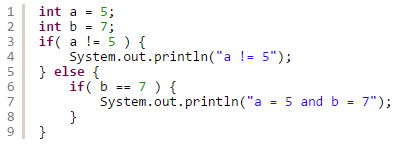 1 int a = 5;
2 int b = 7;
3 if( a != 5 ) {
4     System.out.println("a != 5");
5 } else {
6     if( b == 7 ) {
7         System.out.println("a = 5 and b = 7");
8     }
9 }